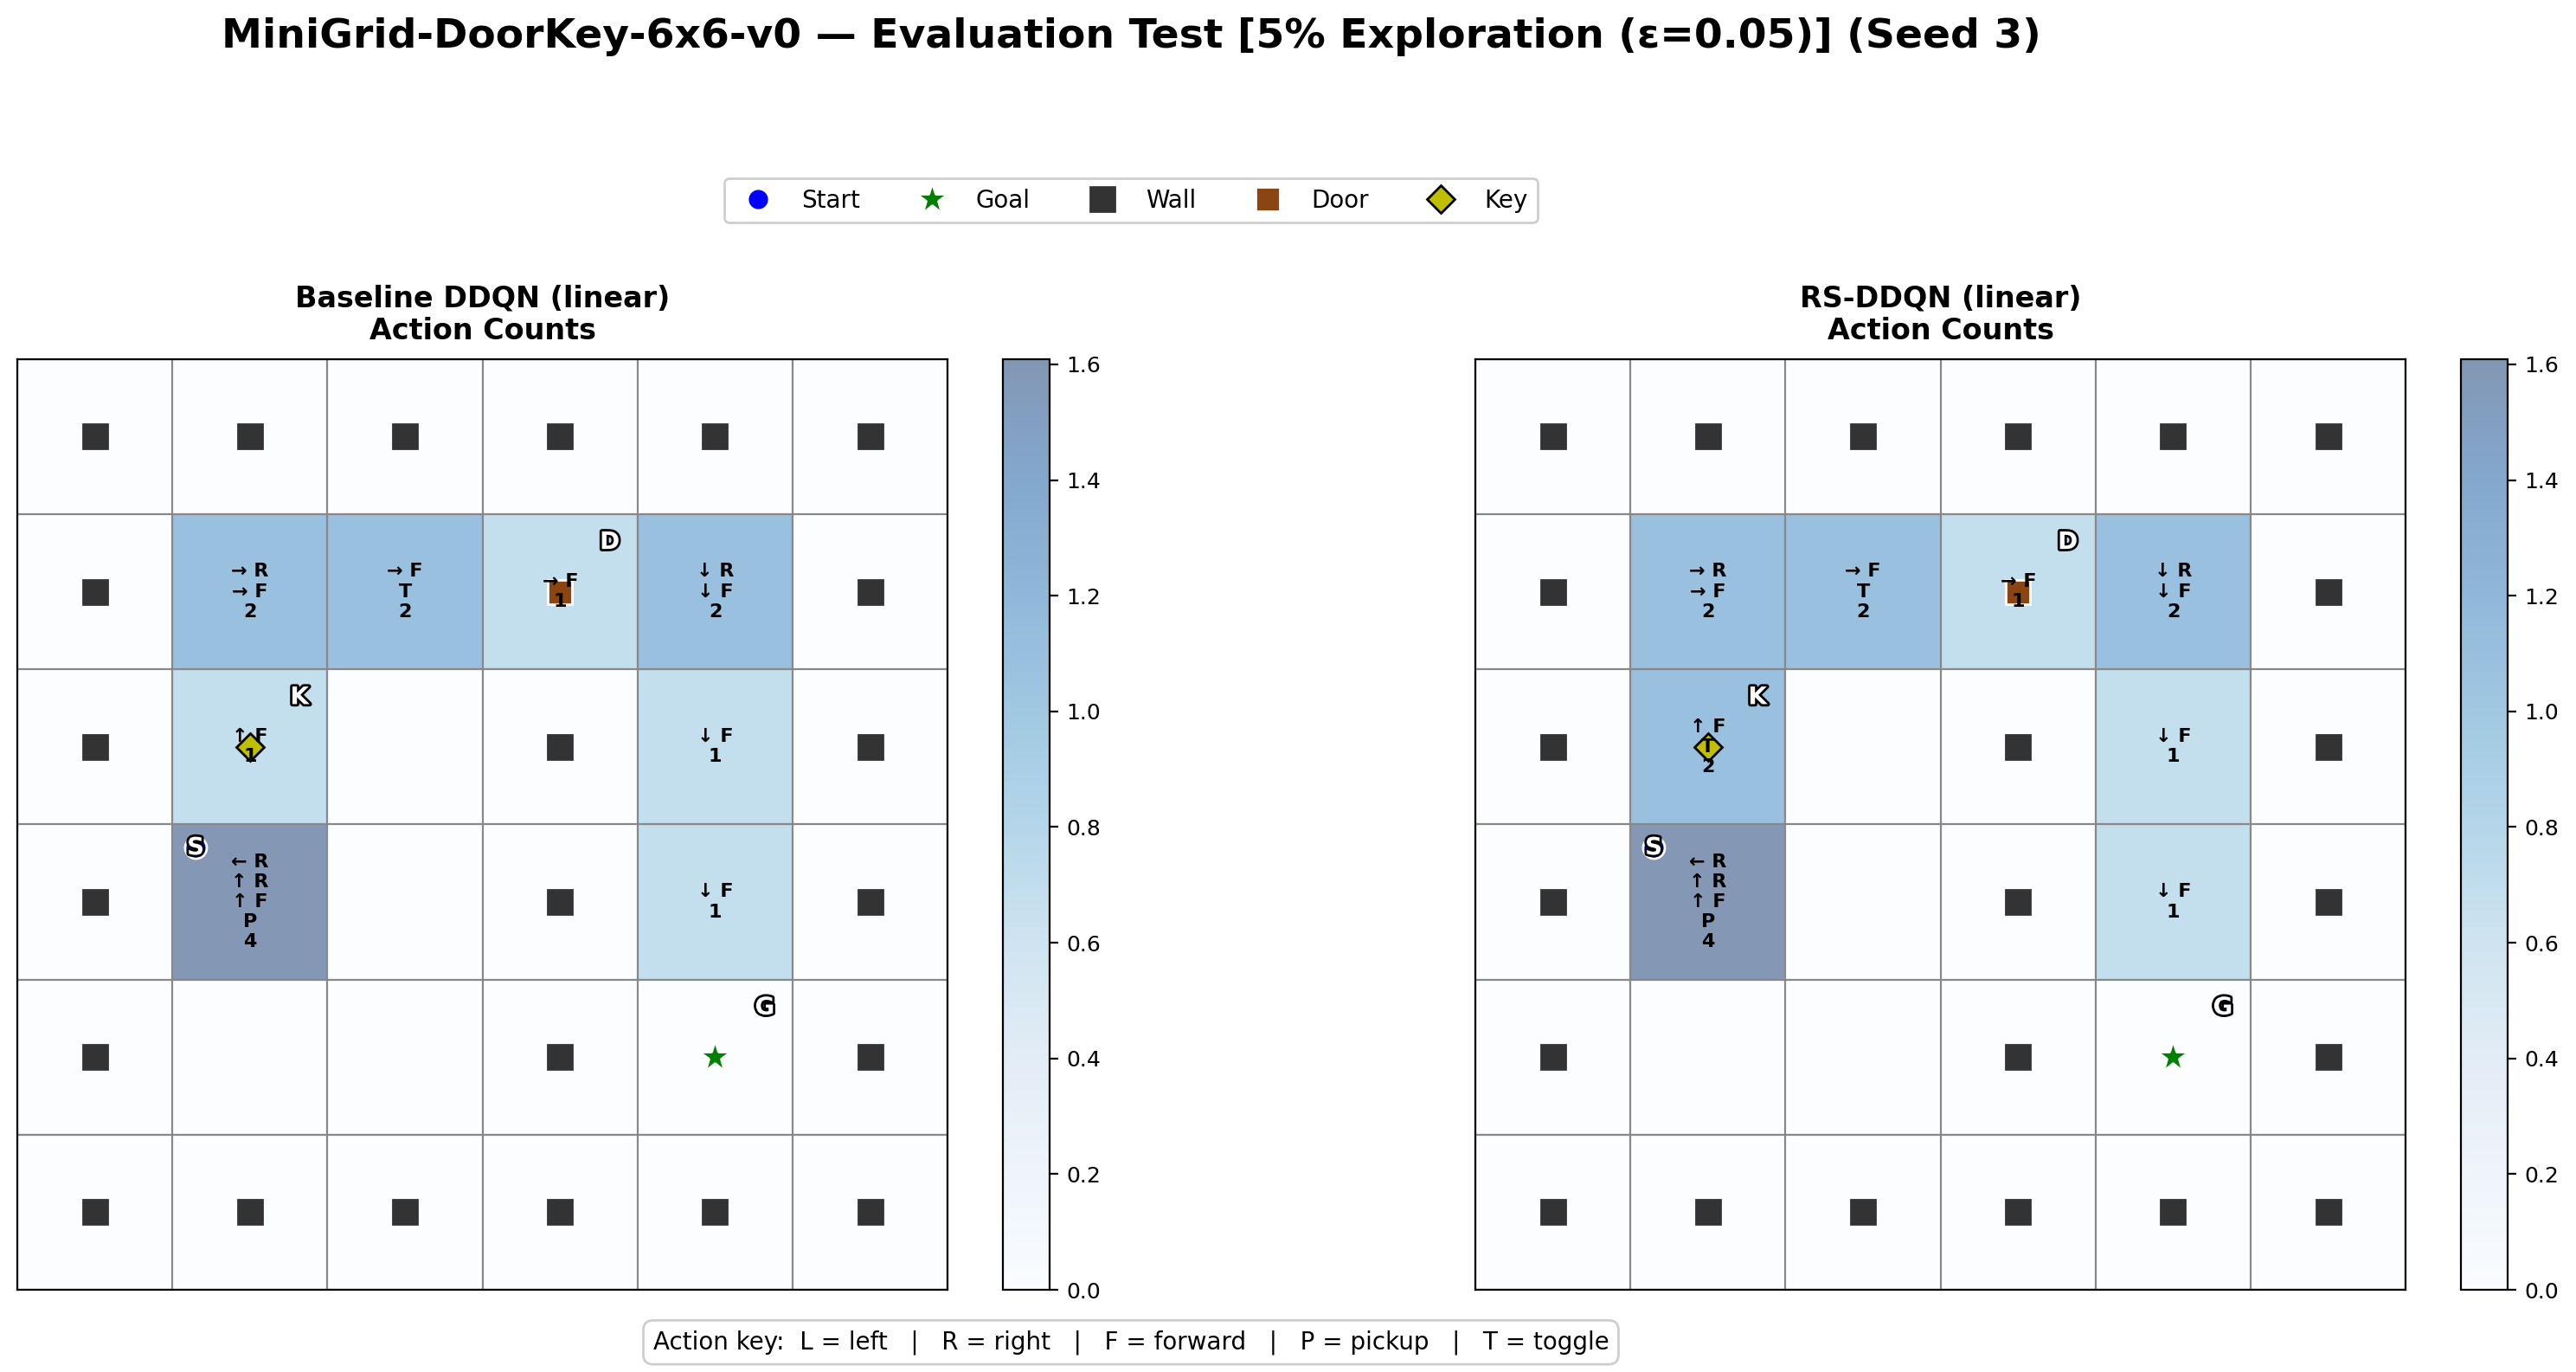 MiniGrid-DoorKey-6x6-v0 — Evaluation Test [5% Exploration (ε=0.05)] (Seed 3)
Start Goal Wall Door Key
Baseline DDQN (linear)
Action Counts
D
→ R
→ F
2
→ F
T
2
→ F
1
↓ R
↓ F
2
K
↑ F
1
↓ F
1
S
← R
↑ R
↑ F
P
4
↓ F
1
G
1.6
1.4
1.2
1.0
0.8
0.6
0.4
0.2
0.0
RS-DDQN (linear)
Action Counts
D
→ R
→ F
2
→ F
T
2
→ F
1
↓ R
↓ F
2
K
↑ F
T
2
↓ F
1
S
← R
↑ R
↑ F
P
4
↓ F
1
G
1.6
1.4
1.2
1.0
0.8
0.6
0.4
0.2
0.0
Action key: L = left | R = right | F = forward | P = pickup | T = toggle